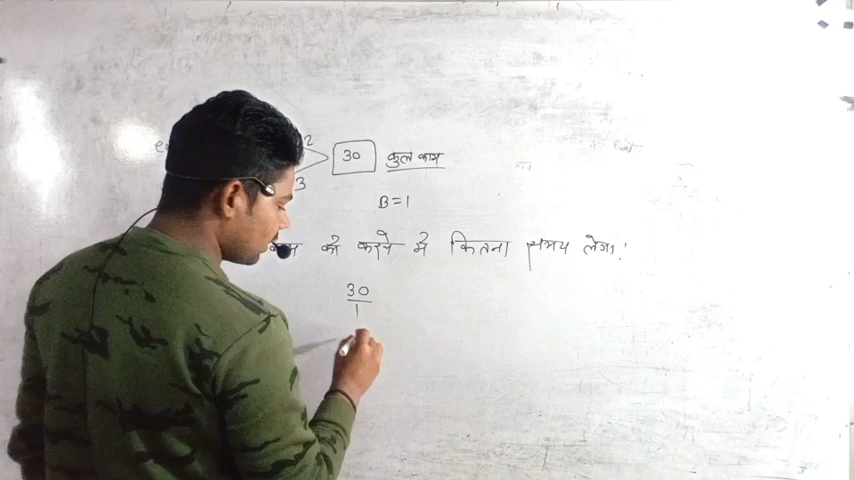 2
30 कुल काम
3
B=1
को करने में कितना समय लेगा?
30
1